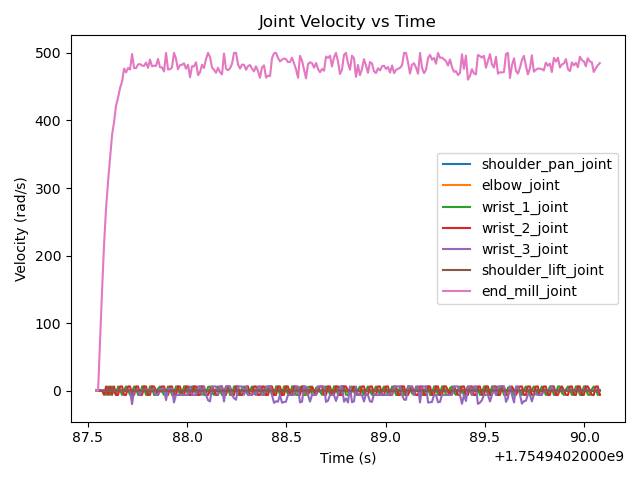 Joint Velocity vs Time
Velocity (rad/s)
500
400
300
200
100
0
shoulder_pan_joint
elbow_joint
wrist_1_joint
wrist_2_joint
wrist_3_joint
shoulder_lift_joint
end_mill_joint
87.5 88.0 88.5 89.0 89.5 90.0
Time (s)
+1.7549402000e9